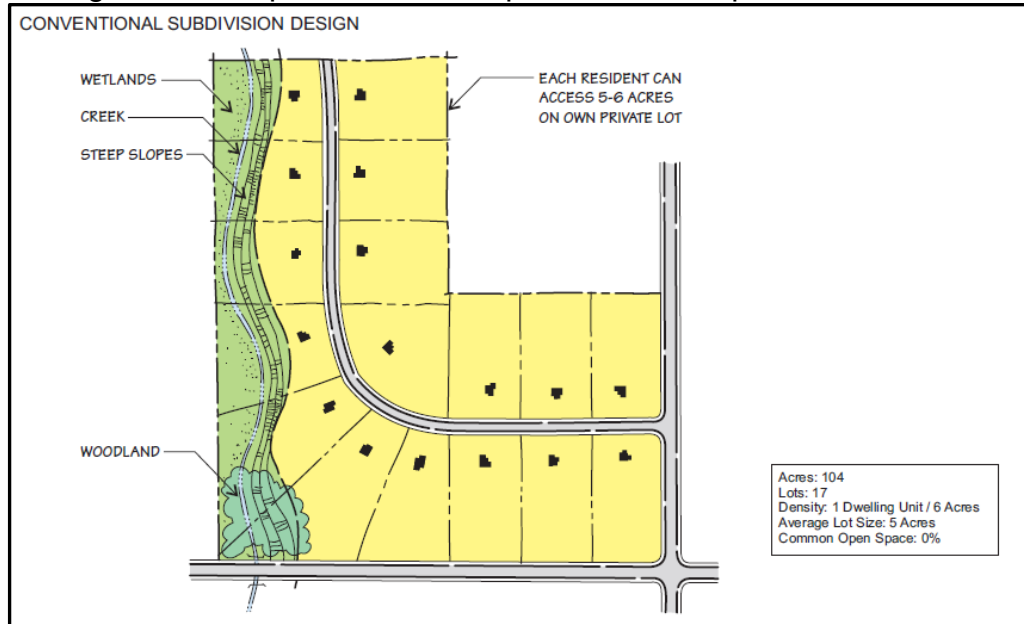 CONVENTIONAL SUBDIVISION DESIGN
WETLANDS
CREEK
STEEP SLOPES
EACH RESIDENT CAN
ACCESS 5-6 ACRES
ON OWN PRIVATE LOT
WOODLAND
Acres: 104
Lots: 17
Density: 1 Dwelling Unit / 6 Acres
Average Lot Size: 5 Acres
Common Open Space: 0%